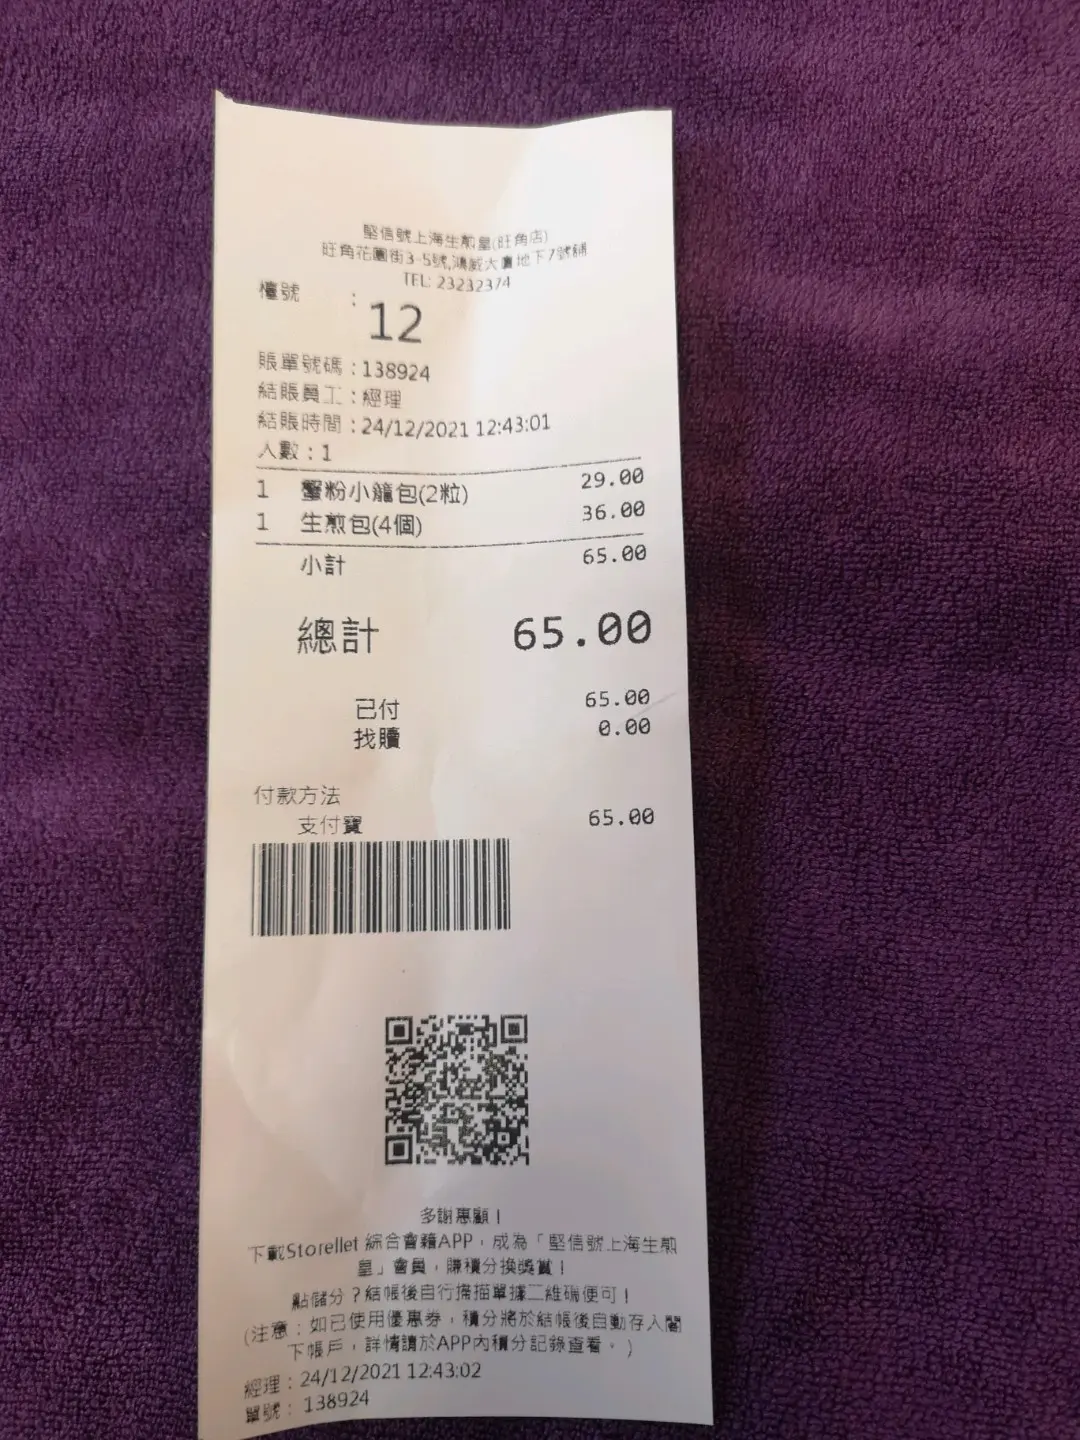 堅信號上海生煎皇(旺角店)
旺角花園街3-5號,鴻威大廈地下7號鋪
TEL: 23232374
檯號 :
12
賬單號碼 : 138924
結賬員工 : 經理
結賬時間 : 24/12/2021 12:43:01
人數 : 1
1 蟹粉小籠包(2粒) 29.00
1 生煎包(4個) 36.00
小計 65.00
總計 65.00
已付 65.00
找贖 0.00
付款方法
支付寶 65.00
多謝惠顧！
下載Storellet 綜合會籍APP，成為「堅信號上海生煎
皇」會員，賺積分換獎賞！
點儲分？結帳後自行掃描單據二維碼便可！
(注意：如已使用優惠券，積分將於結帳後自動存入閣
下帳戶，詳情請於APP內積分記錄查看。)
經理 : 24/12/2021 12:43:02
單號 : 138924